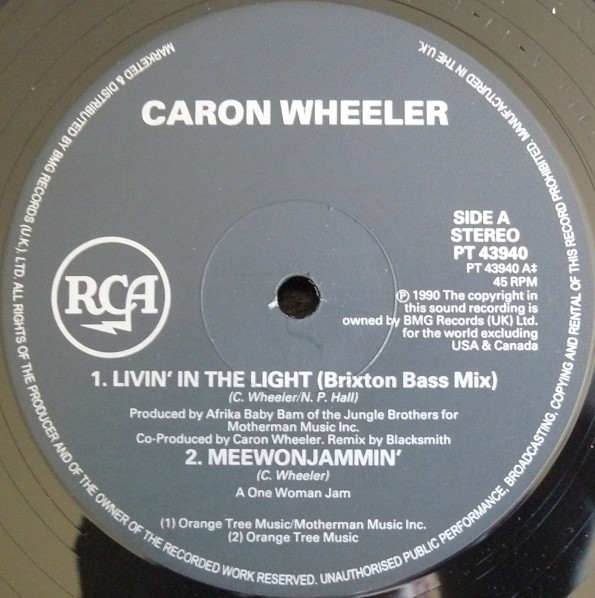 CARON WHEELER
SIDE A
STEREO
PT 43940
PT 43940 A‡
45 RPM
℗ 1990 The copyright in
this sound recording is
owned by BMG Records (UK) Ltd.
for the world excluding
USA & Canada
RCA
1. LIVIN' IN THE LIGHT (Brixton Bass Mix)
(C. Wheeler/N. P. Hall)
Produced by Afrika Baby Bam of the Jungle Brothers for
Motherman Music Inc.
Co-Produced by Caron Wheeler. Remix by Blacksmith
2. MEEWONJAMMIN'
(C. Wheeler)
A One Woman Jam
(1) Orange Tree Music/Motherman Music Inc.
(2) Orange Tree Music
MARKETED & DISTRIBUTED BY BMG RECORDS (U.K.) LTD. ALL RIGHTS OF THE PRODUCER AND OF THE OWNER OF THE RECORDED WORK RESERVED. UNAUTHORISED PUBLIC PERFORMANCE, BROADCASTING, COPYING AND RENTAL OF THIS RECORD PROHIBITED. MANUFACTURED IN THE U.K.